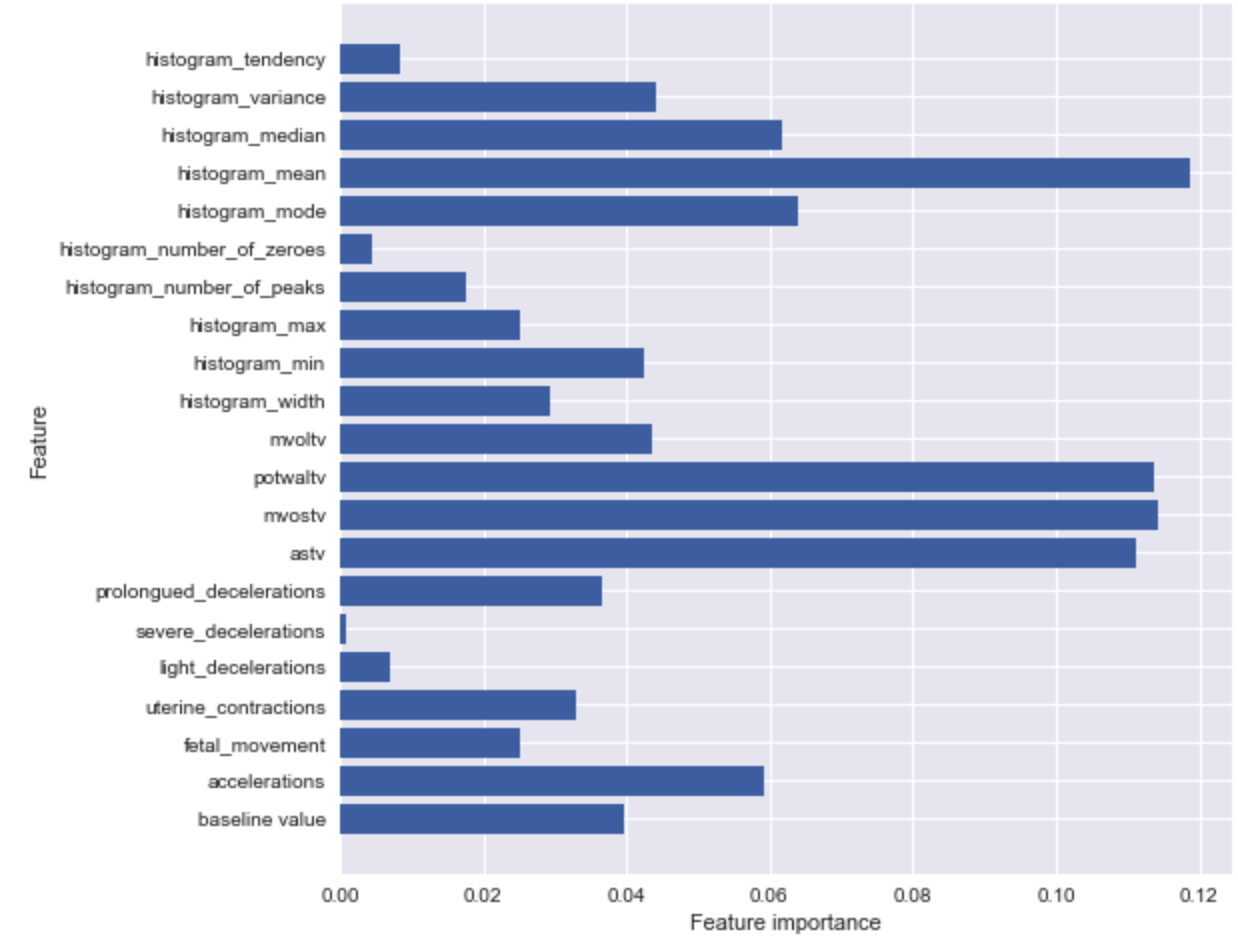 histogram_tendency
histogram_variance
histogram_median
histogram_mean
histogram_mode
histogram_number_of_zeroes
histogram_number_of_peaks
histogram_max
histogram_min
histogram_width
mvoltv
potwaltv
mvostv
astv
prolongued_decelerations
severe_decelerations
light_decelerations
uterine_contractions
fetal_movement
accelerations
baseline value
Feature
0.00 0.02 0.04 0.06 0.08 0.10 0.12
Feature importance